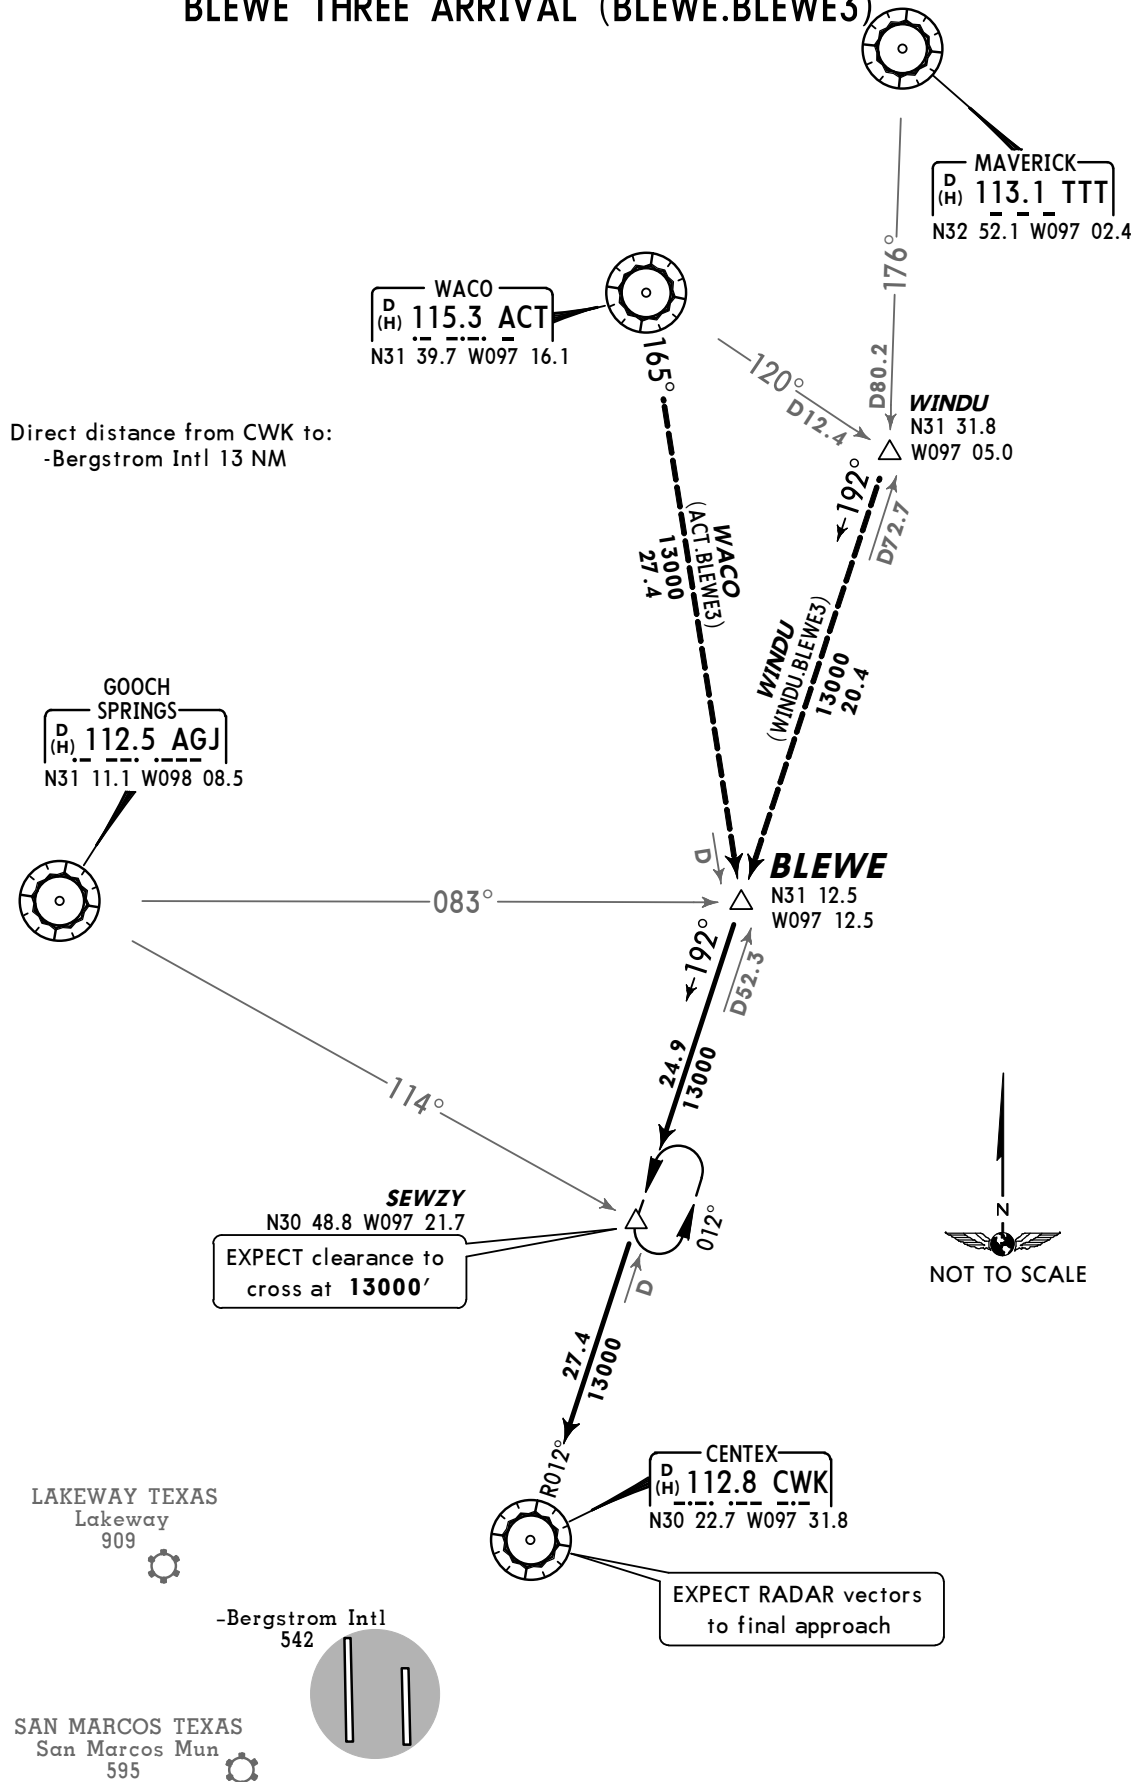 BLEWE THREE ARRIVAL (BLEWE.BLEWE3)
MAVERICK
D
(H) 113.1 TTT
N32 52.1 W097 02.4
176°
D80.2
WACO
D
(H) 115.3 ACT
N31 39.7 W097 16.1
165°
120°
D12.4
WINDU
N31 31.8
W097 05.0
Direct distance from CWK to:
-Bergstrom Intl 13 NM
192°
D72.7
WACO
(ACT.BLEWE3)
13000
27.4
WINDU
(WINDU.BLEWE3)
13000
20.4
GOOCH
SPRINGS
D
(H) 112.5 AGJ
N31 11.1 W098 08.5
D
BLEWE
N31 12.5
W097 12.5
083°
192°
D52.3
24.9
13000
114°
SEWZY
N30 48.8 W097 21.7
EXPECT clearance to
cross at 13000'
012°
D
N
NOT TO SCALE
27.4
13000
R012°
CENTEX
D
(H) 112.8 CWK
N30 22.7 W097 31.8
EXPECT RADAR vectors
to final approach
LAKEWAY TEXAS
Lakeway
909
-Bergstrom Intl
542
SAN MARCOS TEXAS
San Marcos Mun
595